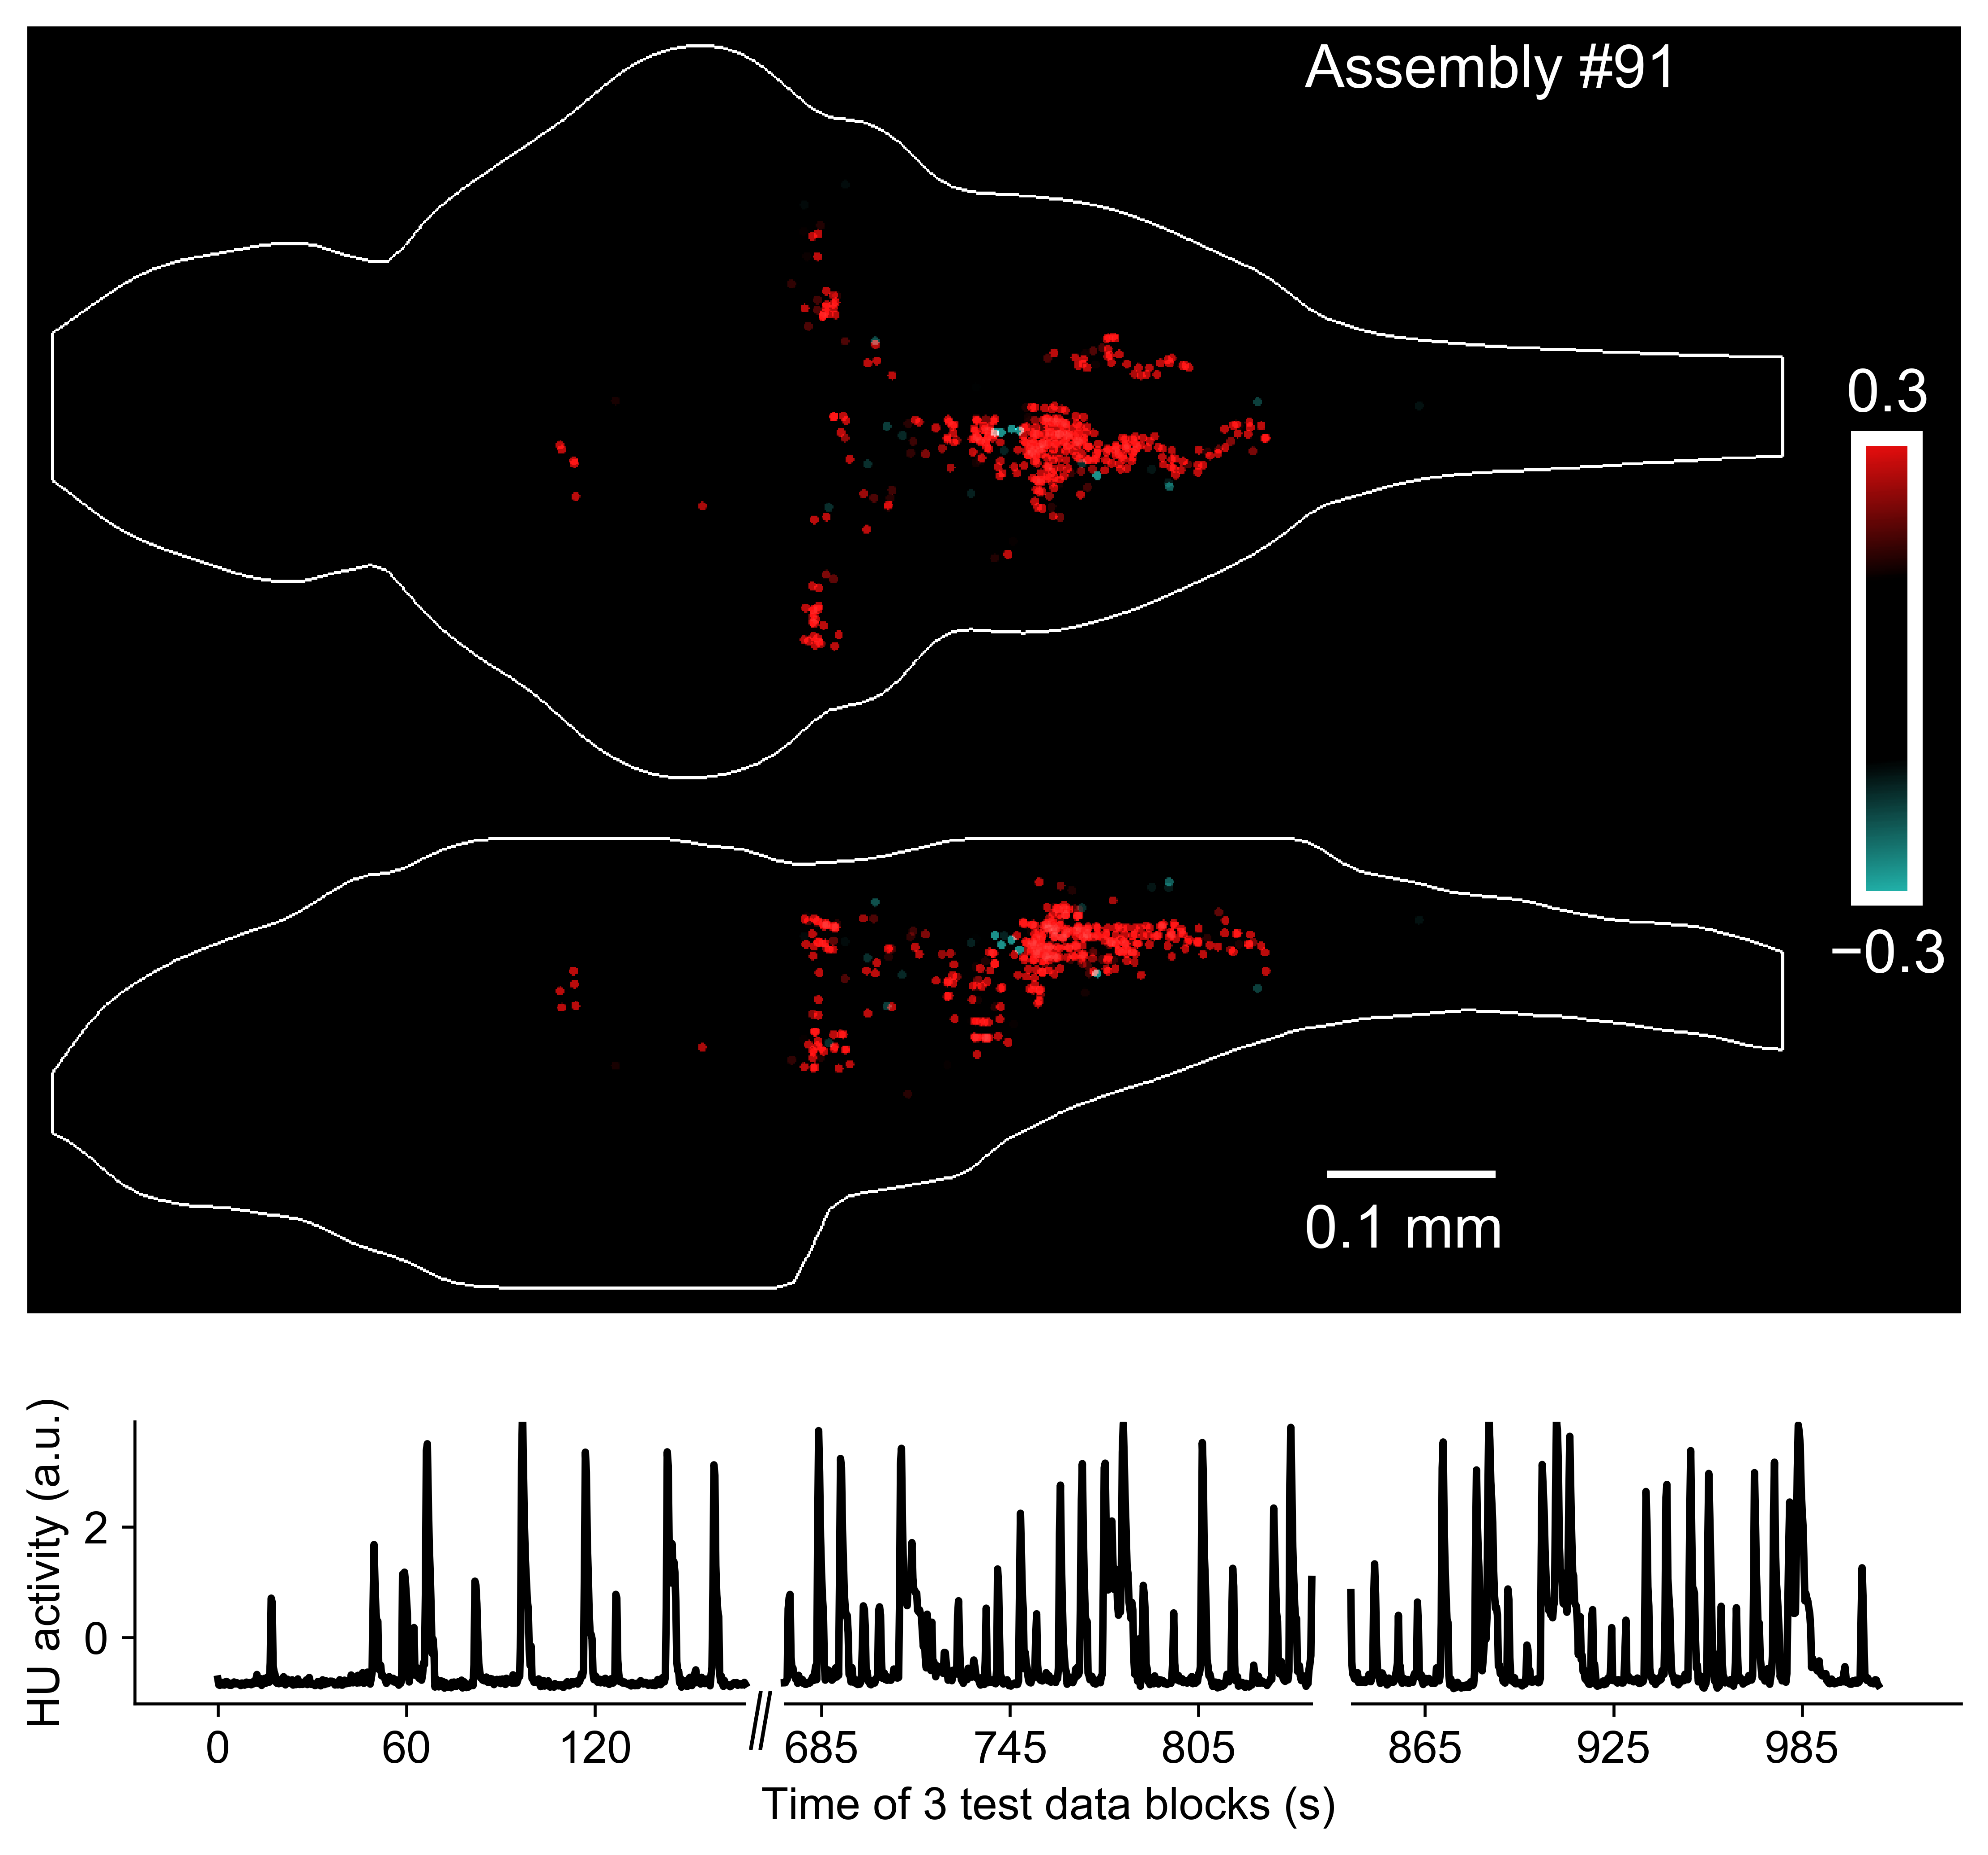 Assembly #91
0.3
−0.3
0.1 mm
HU activity (a.u.)
2
0
0 60 120 685 745 805 865 925 985
Time of 3 test data blocks (s)